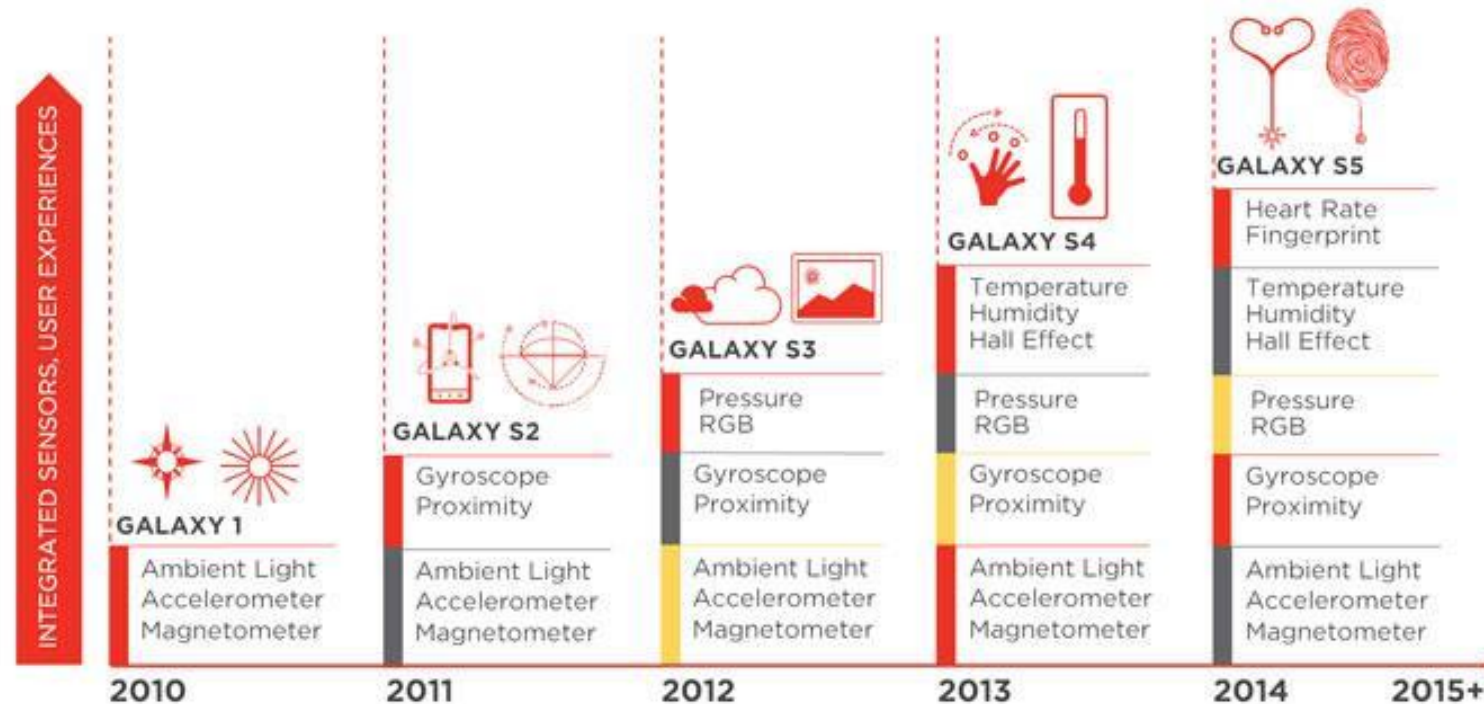 INTEGRATED SENSORS, USER EXPERIENCES
GALAXY 1
Ambient Light
Accelerometer
Magnetometer
2010
GALAXY S2
Gyroscope
Proximity
Ambient Light
Accelerometer
Magnetometer
2011
GALAXY S3
Pressure
RGB
Gyroscope
Proximity
Ambient Light
Accelerometer
Magnetometer
2012
GALAXY S4
Temperature
Humidity
Hall Effect
Pressure
RGB
Gyroscope
Proximity
Ambient Light
Accelerometer
Magnetometer
2013
GALAXY S5
Heart Rate
Fingerprint
Temperature
Humidity
Hall Effect
Pressure
RGB
Gyroscope
Proximity
Ambient Light
Accelerometer
Magnetometer
2014
2015+